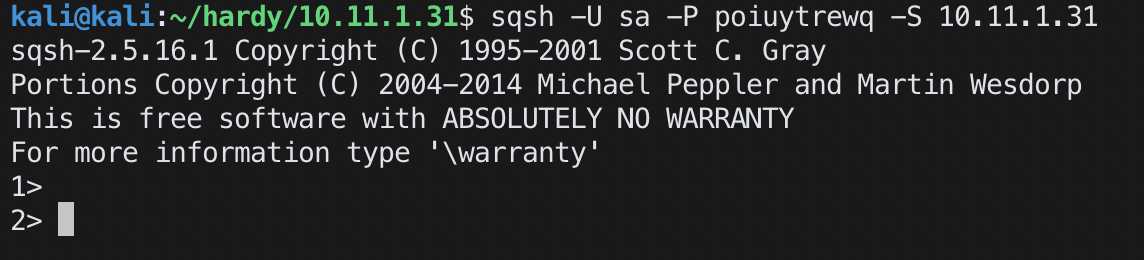 kali@kali:~/hardy/10.11.1.31$ sqsh -U sa -P poiuytrewq -S 10.11.1.31
sqsh-2.5.16.1 Copyright (C) 1995-2001 Scott C. Gray
Portions Copyright (C) 2004-2014 Michael Peppler and Martin Wesdorp
This is free software with ABSOLUTELY NO WARRANTY
For more information type '\warranty'
1>
2>